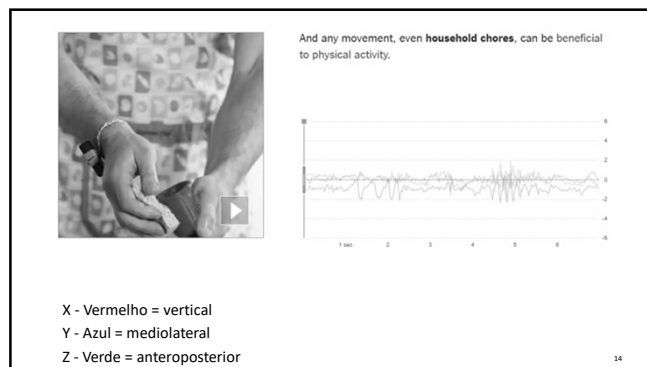 And any movement, even household chores, can be beneficial
to physical activity.
6
4
2
0
-2
-4
-6
1 sec 2 3 4 5 6
X - Vermelho = vertical
Y - Azul = mediolateral
Z - Verde = anteroposterior
14